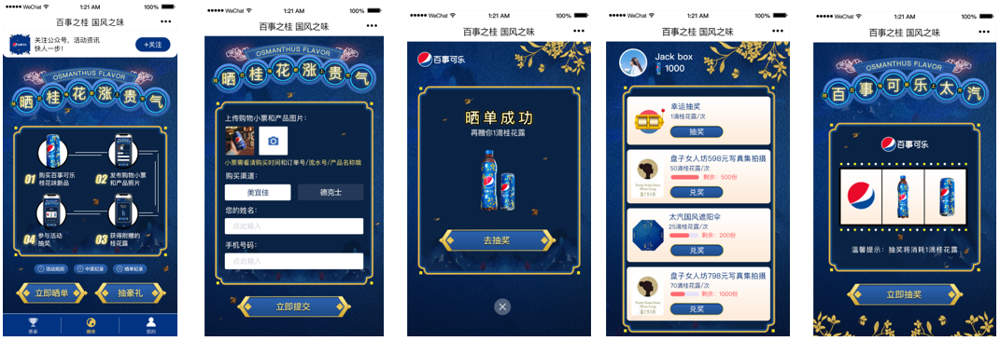 ●●●●● WeChat 1:21 AM 100%
百事之桂 国风之味
关注公众号，活动资讯
快人一步！
+关注
OSMANTHUS FLAVOR
晒桂花涨贵气
01 购买百事可乐
桂花味新品
02 发布购物小票
和产品照片
04 参与活动
抽奖
03 获得附赠的
桂花露
活动规则 中奖纪录 晒单纪录
立即晒单 抽豪礼
晒单 我的
●●●●● WeChat 1:21 AM 100%
百事之桂 国风之味
OSMANTHUS FLAVOR
晒桂花涨贵气
上传购物小票和产品图片：
小票需看清购买时间和订单号/流水号/产品名称哦
购买渠道：
美宜佳 德克士
您的姓名：
点此输入
手机号码：
点此输入
立即提交
●●●●● WeChat 1:21 AM 100%
百事之桂 国风之味
百事可乐
晒单成功
再赠你1滴桂花露
去抽奖
●●●●● WeChat 1:21 AM 100%
百事之桂 国风之味
Jack box
1000
幸运抽奖
1滴桂花露/次
抽奖
盘子女人坊598元写真集拍摄
50滴桂花露/次
剩余：500份
兑奖
太汽国风遮阳伞
25滴桂花露/次
剩余：200份
兑奖
盘子女人坊798元写真集拍摄
70滴桂花露/次
剩余：1000份
兑奖
●●●●● WeChat 1:21 AM 100%
百事之桂 国风之味
OSMANTHUS FLAVOR
百事可乐太汽
百事可乐
温馨提示：抽奖将消耗1滴桂花露
立即抽奖